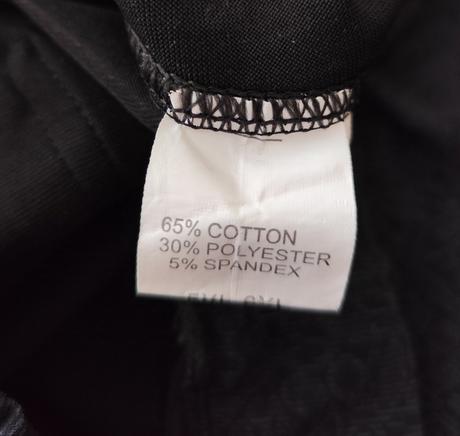 65% COTTON
30% POLYESTER
5% SPANDEX